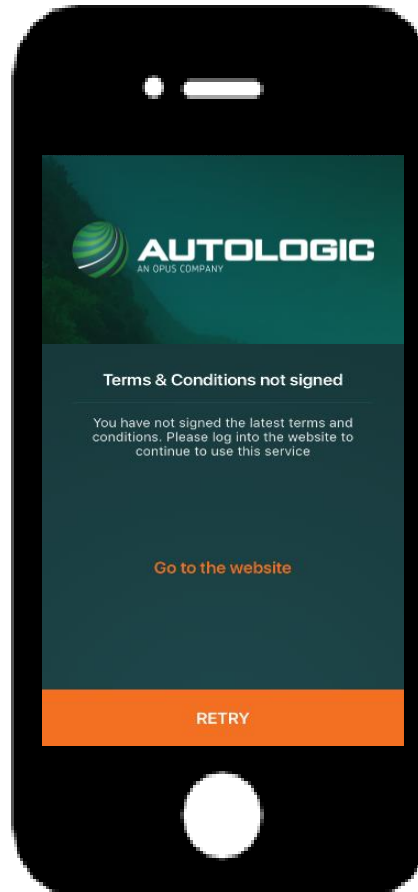 AUTOLOGIC
AN OPUS COMPANY
Terms & Conditions not signed
You have not signed the latest terms and
conditions. Please log into the website to
continue to use this service
Go to the website
RETRY